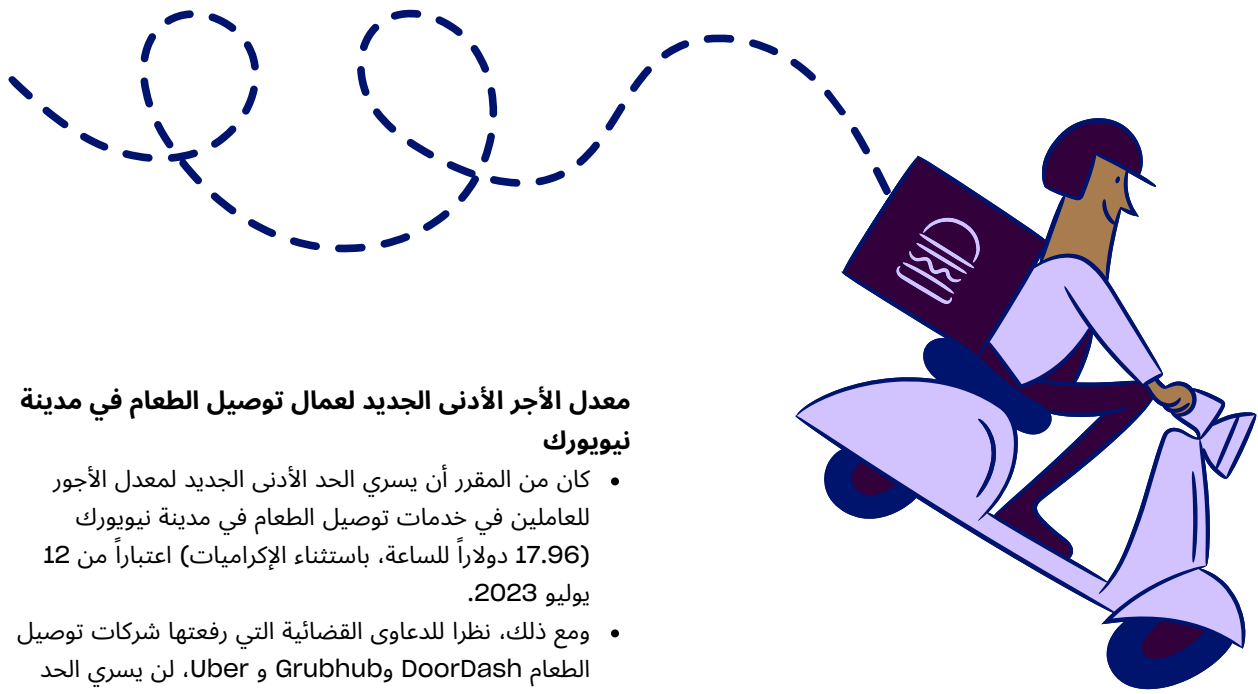 معدل الأجر الأدنى الجديد لعمال توصيل الطعام في مدينة
نيويورك
• كان من المقرر أن يسري الحد الأدنى الجديد لمعدل الأجور
للعاملين في خدمات توصيل الطعام في مدينة نيويورك
(17.96 دولاراً للساعة، باستثناء الإكراميات) اعتباراً من 12
يوليو 2023.
• ومع ذلك، نظرا للدعاوى القضائية التي رفعتها شركات توصيل
الطعام DoorDash وGrubhub و Uber، لن يسري الحد